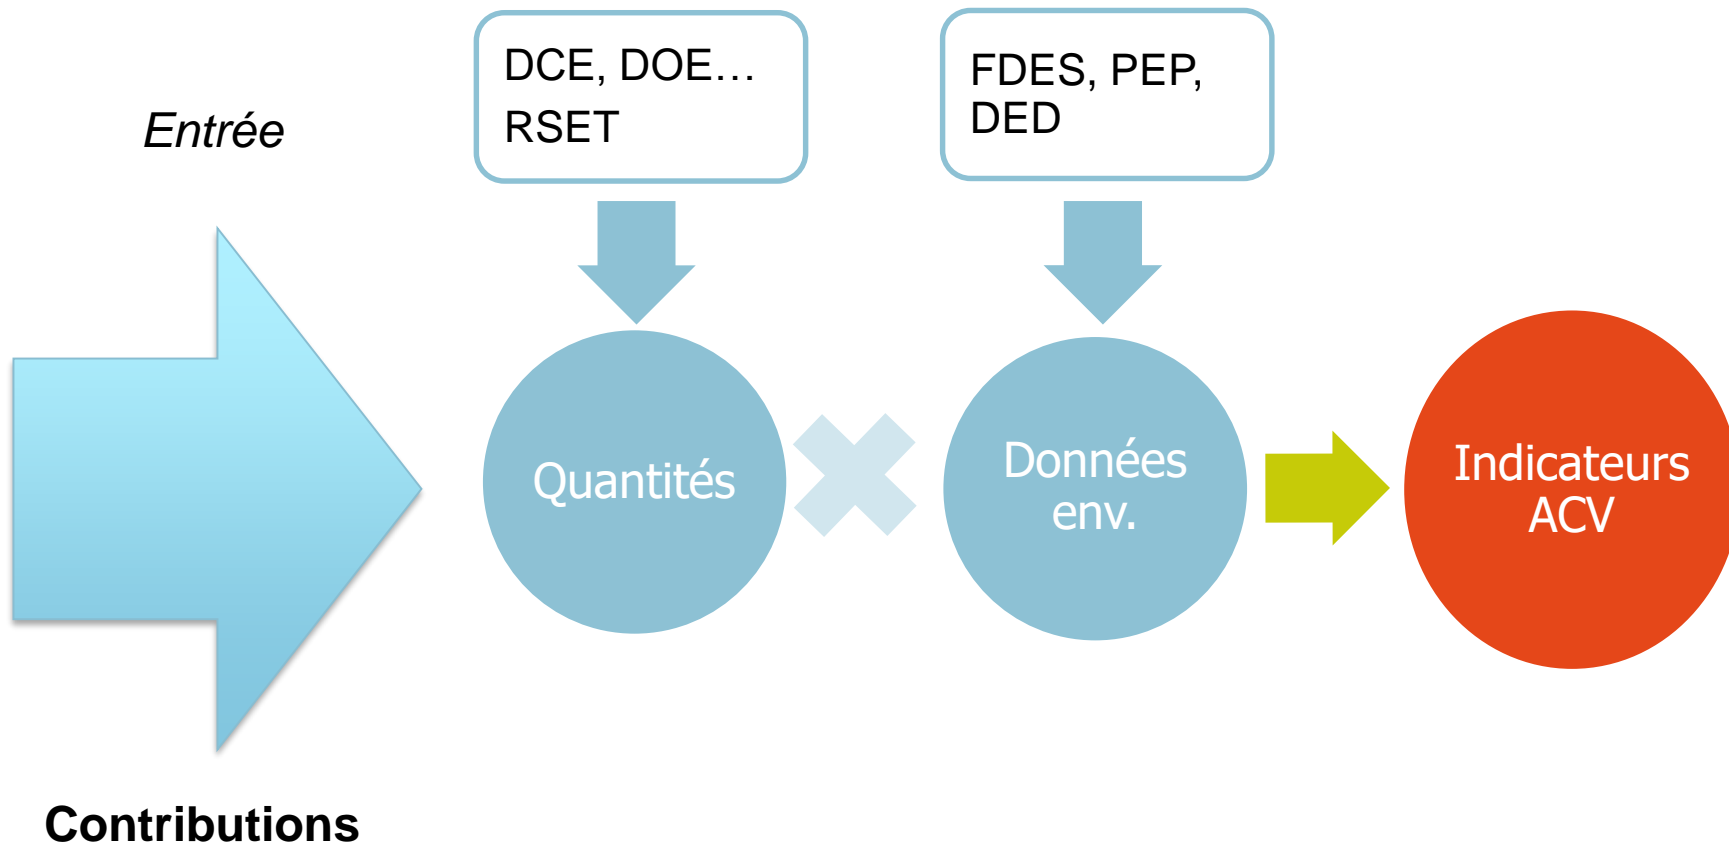 Entrée
DCE, DOE…
RSET
FDES, PEP,
DED
Quantités
Données
env.
Indicateurs
ACV
Contributions